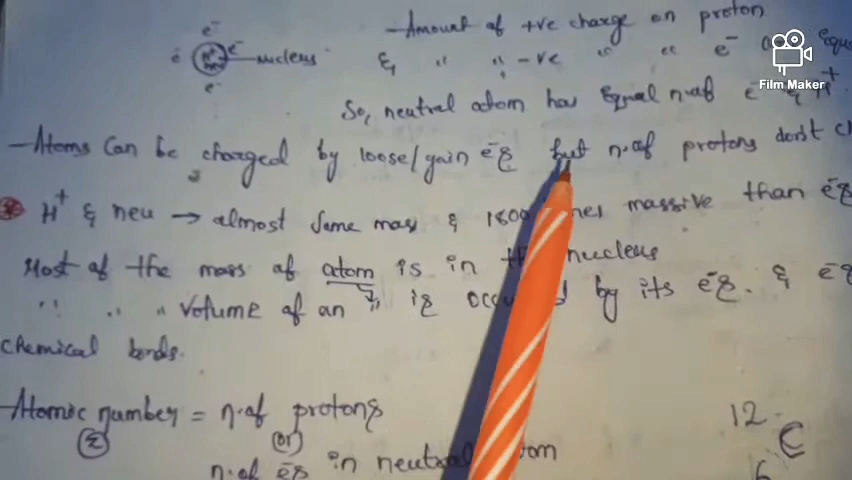 - Amount of +ve charge on proton
e⁻
e⁻ e⁻ nucleus
e⁻
& " " -ve " " e⁻
Film Maker
So, neutral atom has Equal n.of e⁻ & H⁺
- Atoms can be charged by loose/gain e⁻s but n.of protons dont
H⁺ & neu → almost same mass & 1800 massive than e⁻s
Most of the mass of atom is in nucleus
" " " volume of an " is by its e⁻s. & e⁻s
chemical bonds.
- Atomic number = n.of protons
(Z) (or)
n.of e⁻s in neutral atom
12
C
6